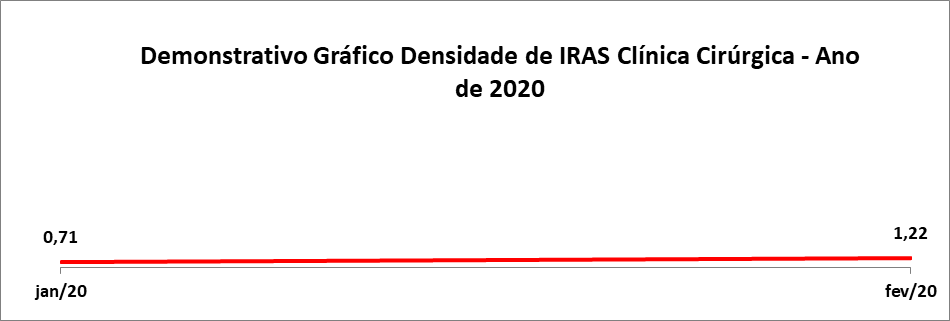 Demonstrativo Gráfico Densidade de IRAS Clínica Cirúrgica - Ano
de 2020
0,71
1,22
jan/20
fev/20